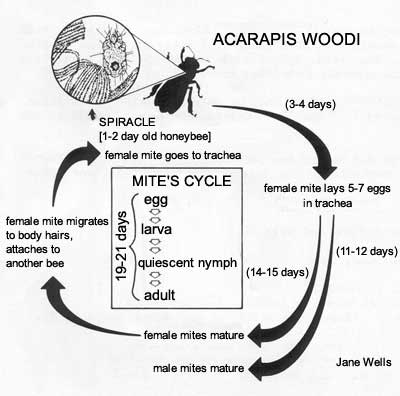 ACARAPIS WOODI
SPIRACLE
[1-2 day old honeybee]
female mite goes to trachea
(3-4 days)
female mite lays 5-7 eggs
in trachea
(11-12 days)
(14-15 days)
MITE'S CYCLE
19-21 days
egg
larva
quiescent nymph
adult
female mite migrates
to body hairs,
attaches to
another bee
female mites mature
male mites mature
Jane Wells